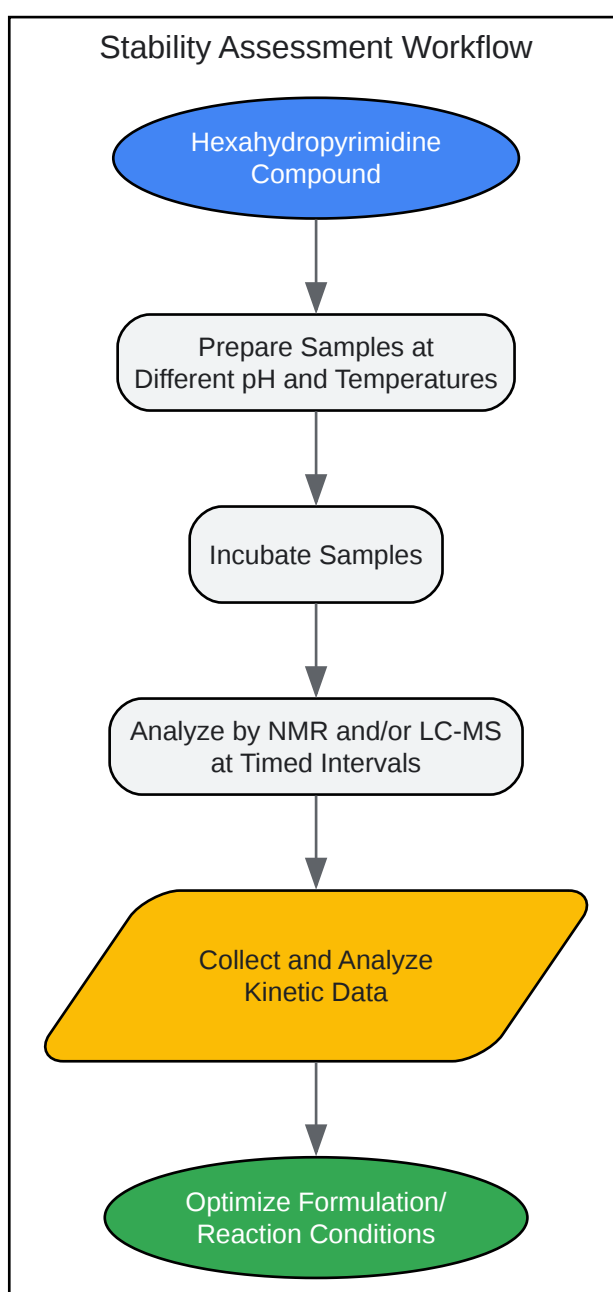 Stability Assessment Workflow
Hexahydropyrimidine
Compound
Prepare Samples at
Different pH and Temperatures
Incubate Samples
Analyze by NMR and/or LC-MS
at Timed Intervals
Collect and Analyze
Kinetic Data
Optimize Formulation/
Reaction Conditions